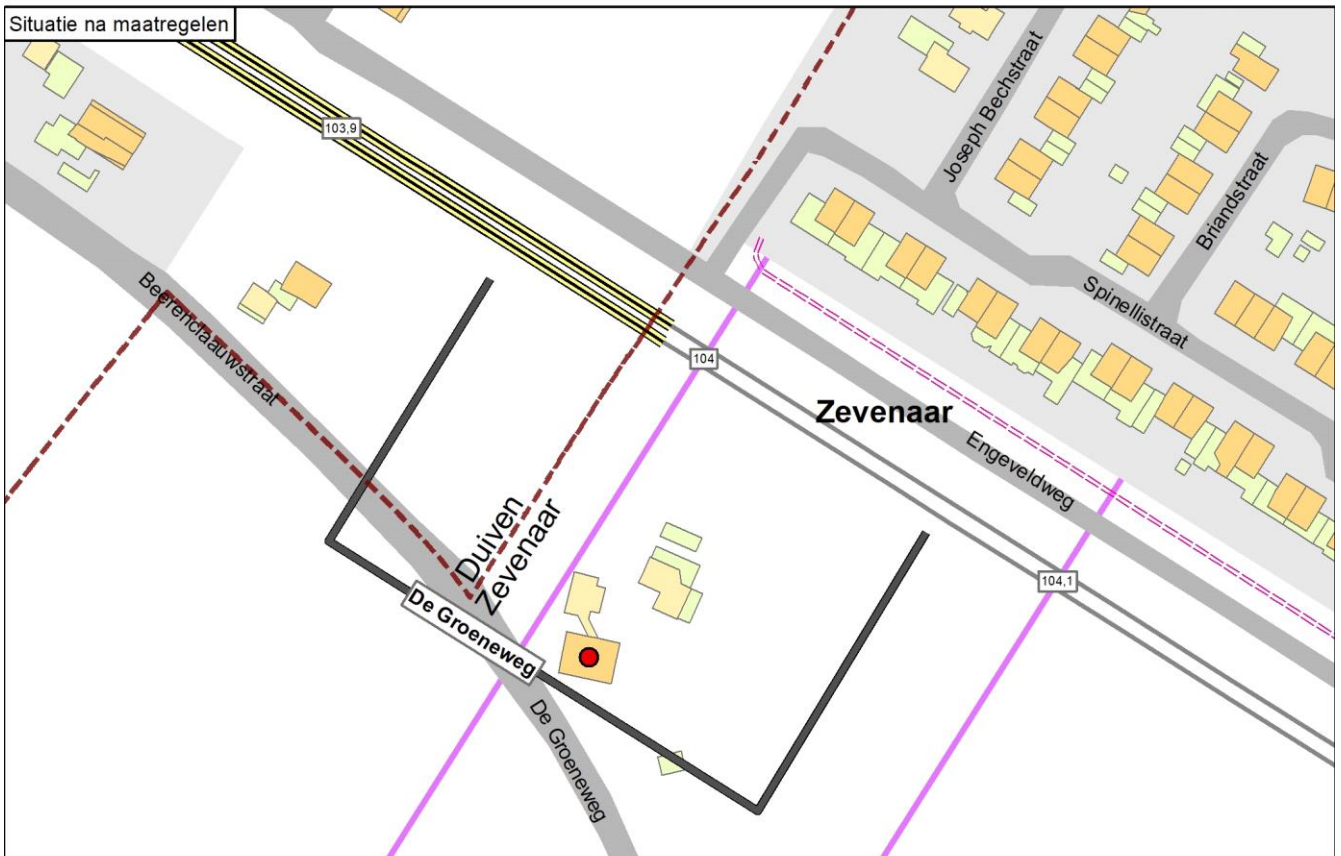 Situatie na maatregelen
103,9
Joseph Bechstraat
Briandstraat
Spinellistraat
Beerenclaauwstraat
104
Zevenaar
Engeveldweg
Duiven
Zevenaar
104,1
De Groeneweg
De Groeneweg